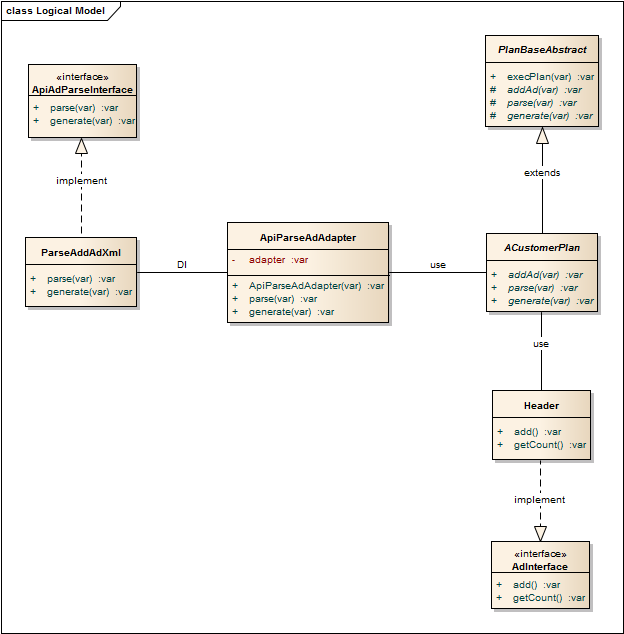 class Logical Model
«interface»
ApiAdParseInterface
+ parse(var) :var
+ generate(var) :var
implement
ParseAddAdXml
+ parse(var) :var
+ generate(var) :var
DI
ApiParseAdAdapter
- adapter :var
+ ApiParseAdAdapter(var) :var
+ parse(var) :var
+ generate(var) :var
use
PlanBaseAbstract
+ execPlan(var) :var
# addAd(var) :var
# parse(var) :var
# generate(var) :var
extends
ACustomerPlan
+ addAd(var) :var
+ parse(var) :var
+ generate(var) :var
use
Header
+ add() :var
+ getCount() :var
implement
«interface»
AdInterface
+ add() :var
+ getCount() :var